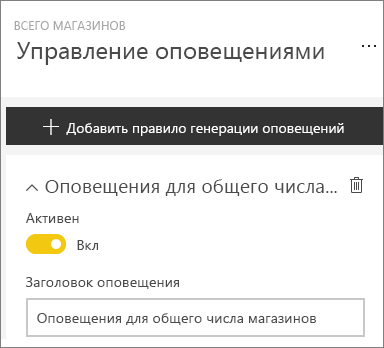 ВСЕГО МАГАЗИНОВ
Управление оповещениями
Добавить правило генерации оповещений
Оповещения для общего числа...
Активен
Вкл
Заголовок оповещения
Оповещения для общего числа магазинов